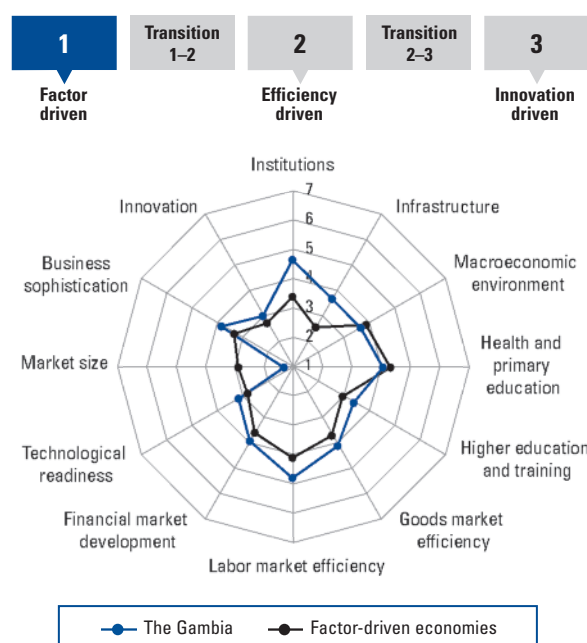 1
Transition
1–2
2
Transition
2–3
3
Factor
driven
Efficiency
driven
Innovation
driven
Institutions
7
Innovation
Infrastructure
6
5
Business
sophistication
Macroeconomic
environment
4
3
2
Market size
1
Health and
primary
education
Technological
readiness
Higher education
and training
Financial market
development
Goods market
efficiency
Labor market efficiency
The Gambia
Factor-driven economies